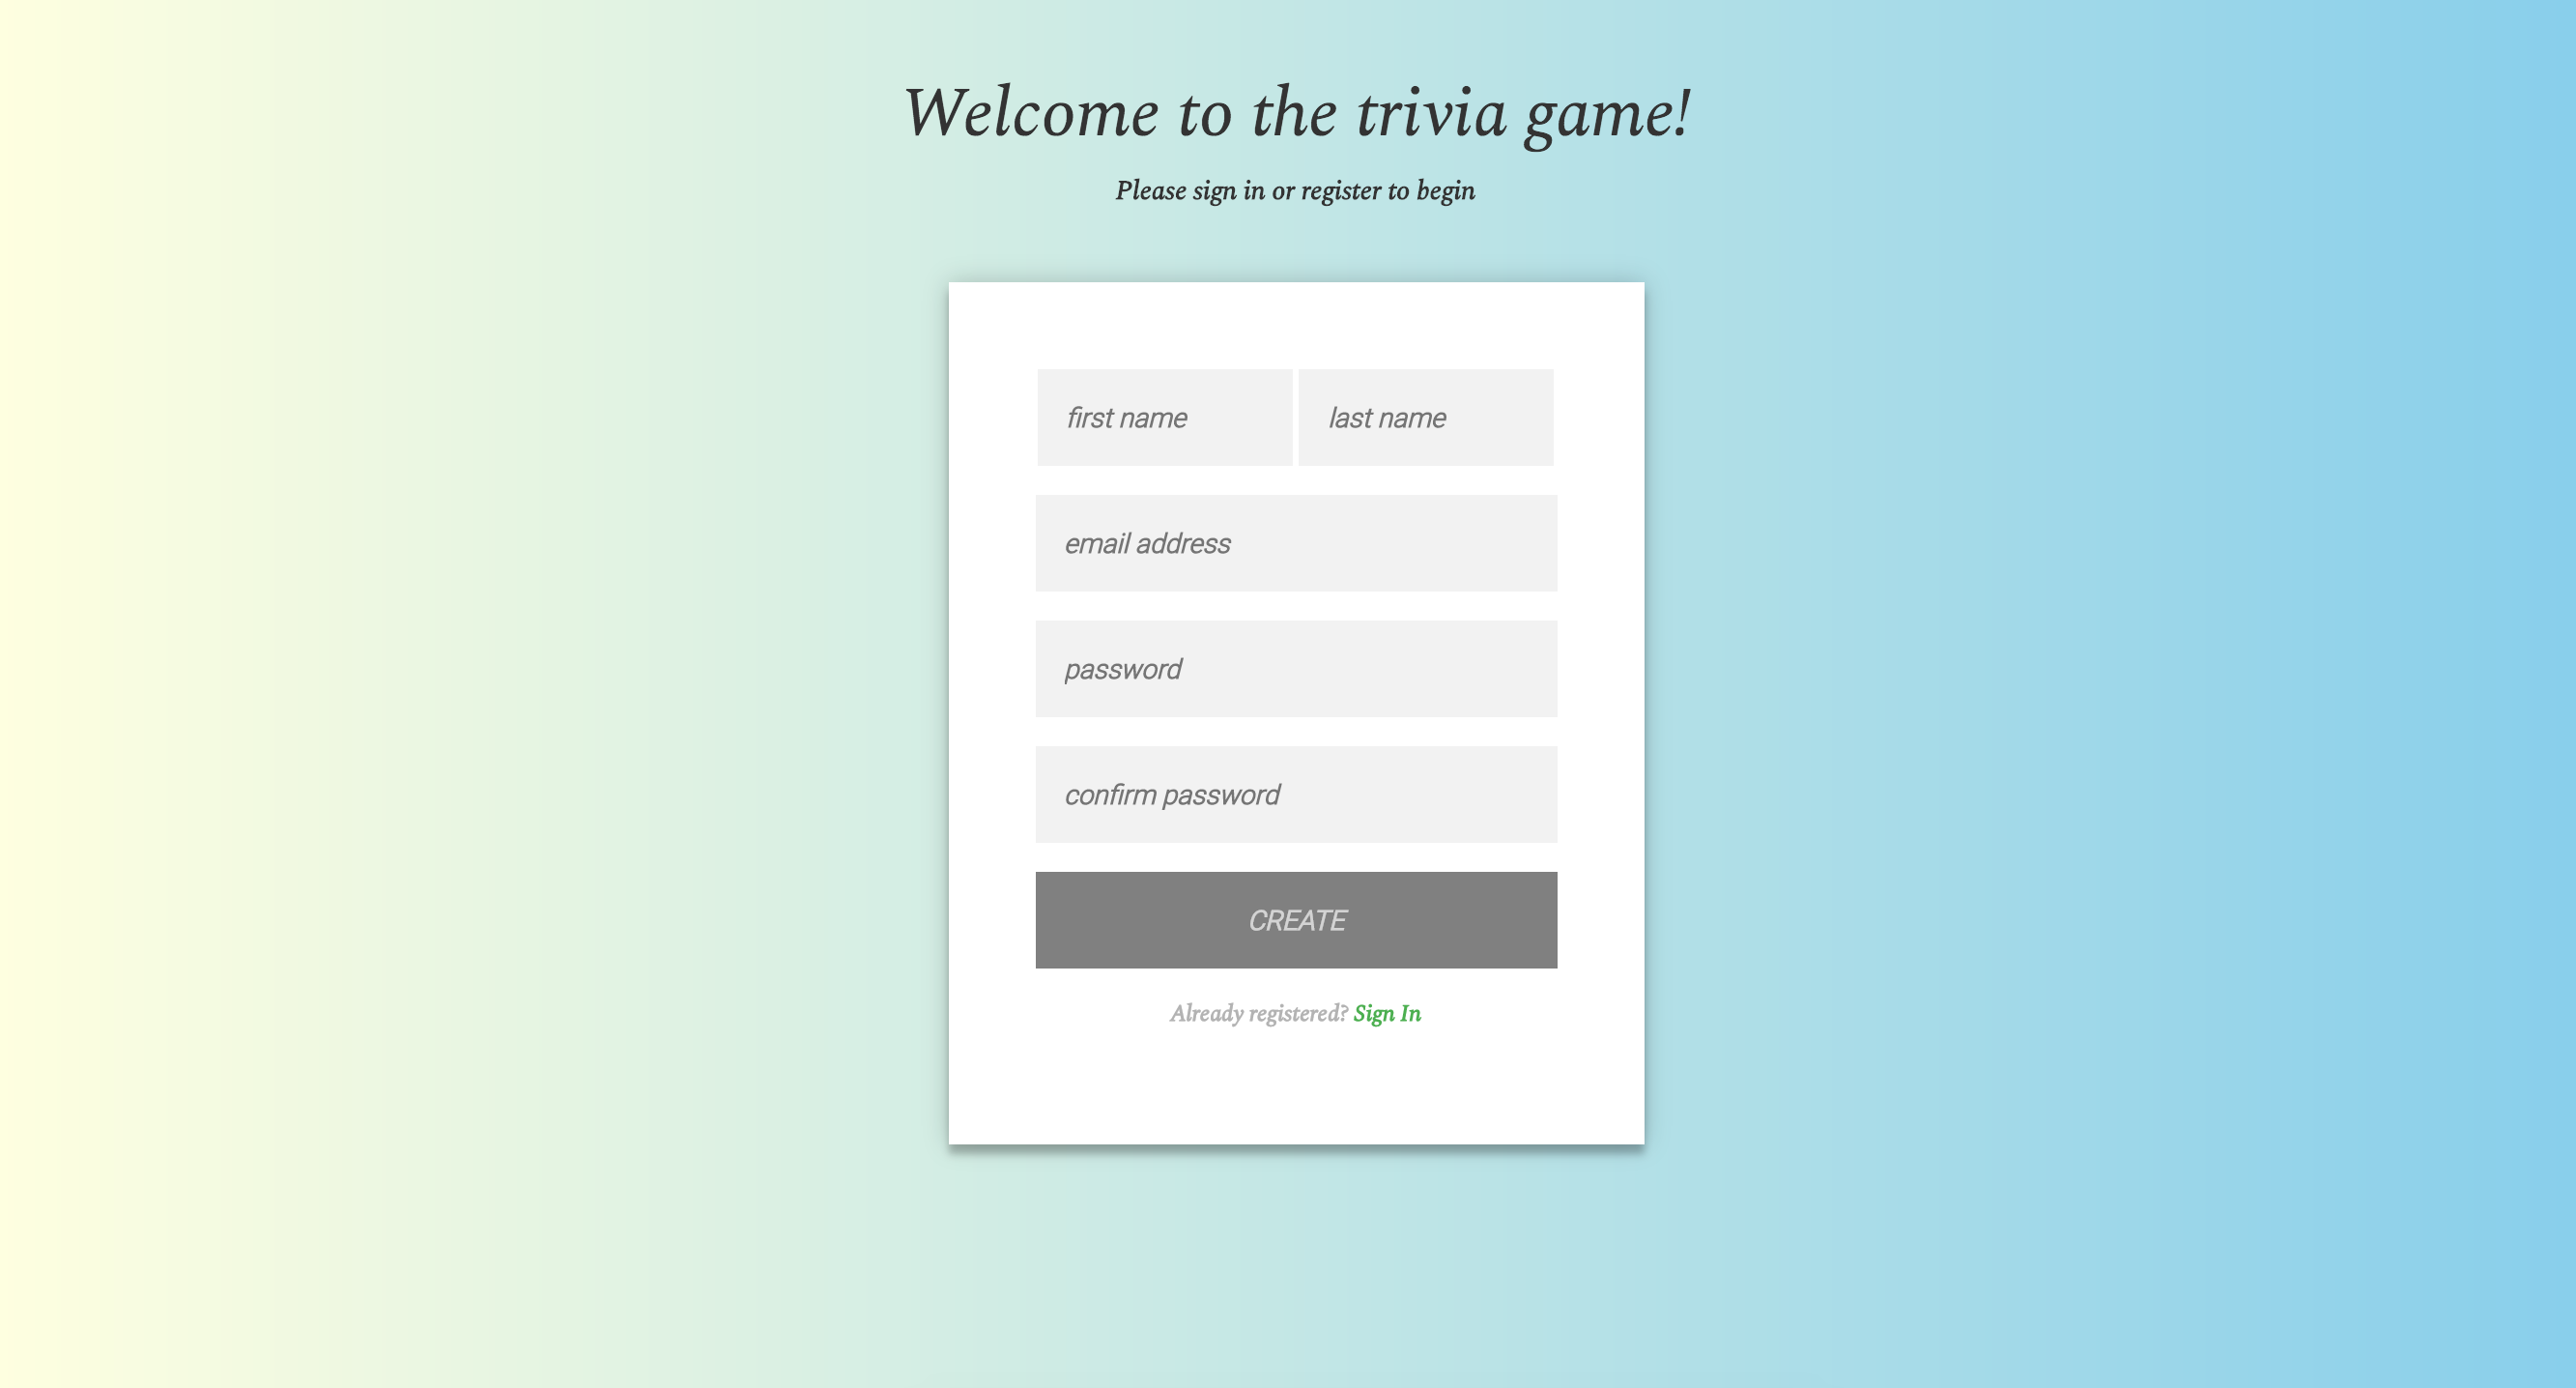 Welcome to the trivia game!
Please sign in or register to begin
first name last name
email address
password
confirm password
CREATE
Already registered? Sign In